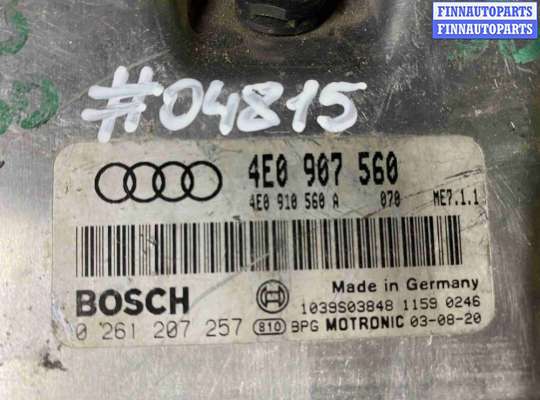 FINNAUTOPARTS
FINNAUTOPARTS
#04815
4E0 907 560
4E0 910 560 A 070 ME7.1.1
BOSCH
Made in Germany
1039S03848 1159 0246
0 261 207 257 810 BPG MOTRONIC 03-08-20